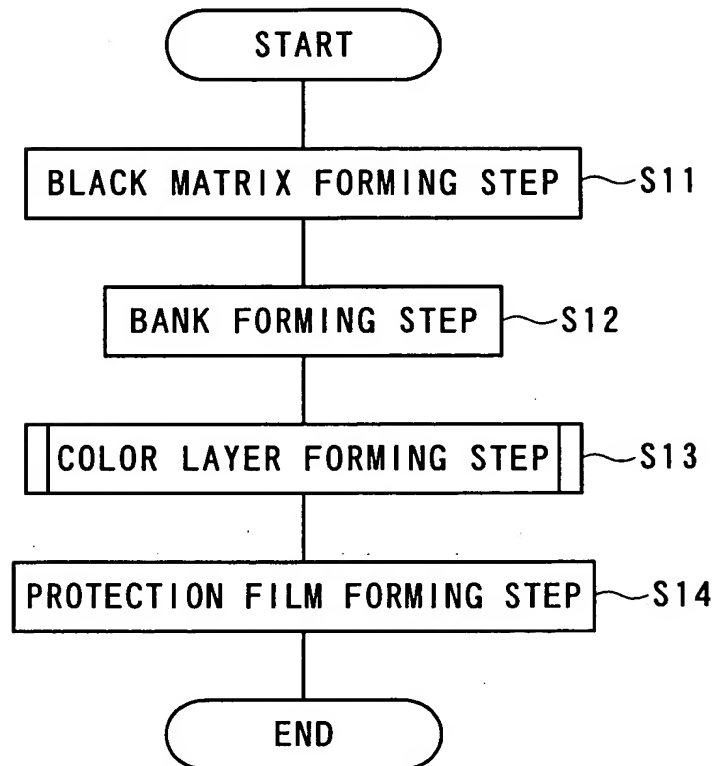 START
BLACK MATRIX FORMING STEP S11
BANK FORMING STEP S12
COLOR LAYER FORMING STEP S13
PROTECTION FILM FORMING STEP S14
END